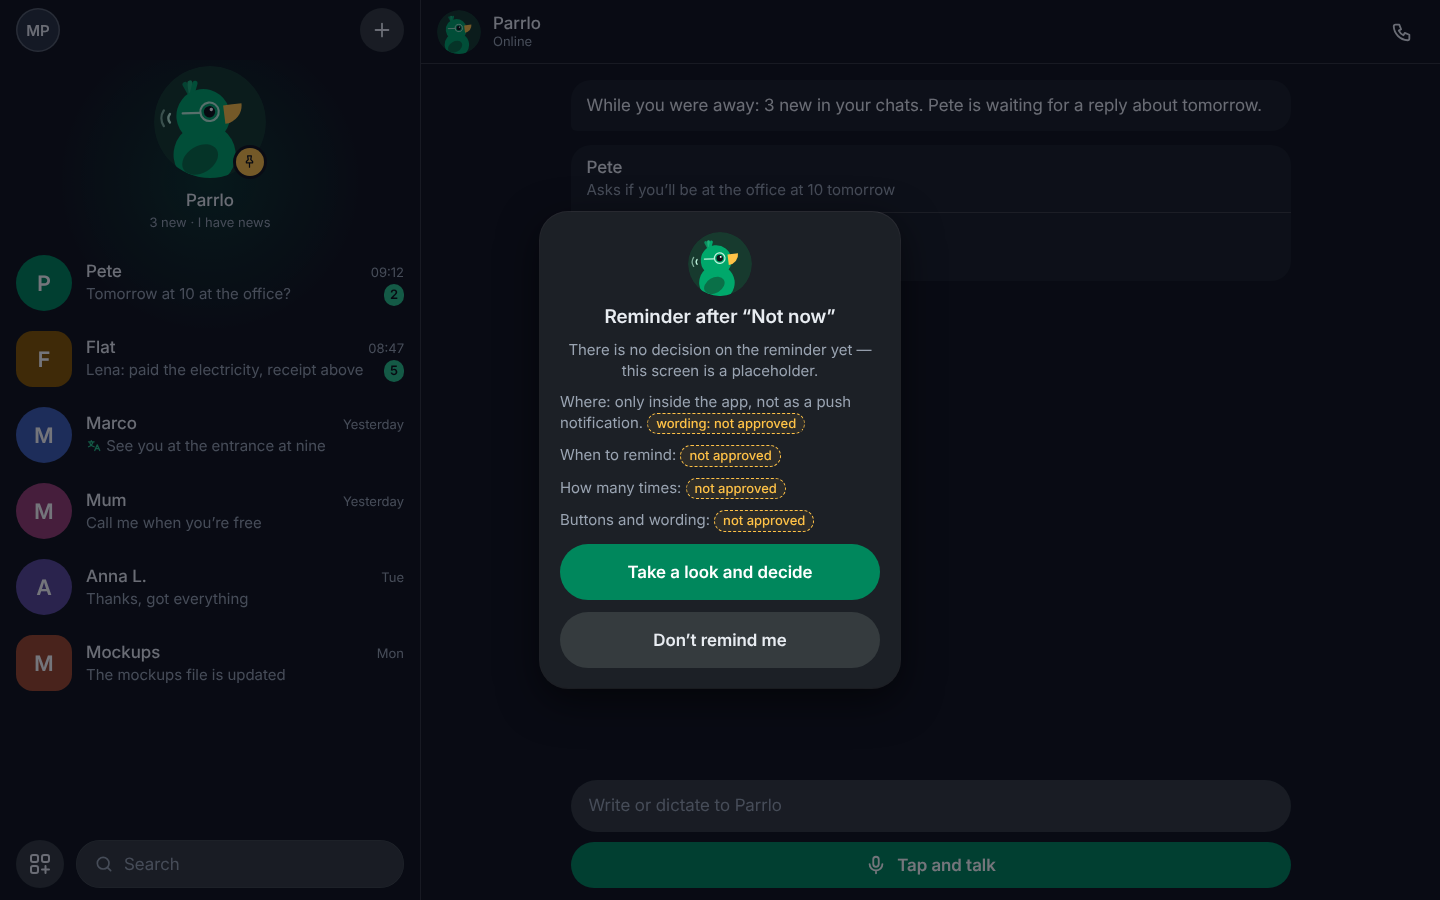 MP
Parrlo
3 new · I have news
Pete
09:12
Tomorrow at 10 at the office?
2
P
Flat
08:47
Lena: paid the electricity, receipt above
5
F
Marco
Yesterday
See you at the entrance at nine
M
Mum
Yesterday
Call me when you’re free
M
Anna L.
Tue
Thanks, got everything
A
Mockups
Mon
The mockups file is updated
M
Search
Parrlo
Online
While you were away: 3 new in your chats. Pete is waiting for a reply about tomorrow.
Pete
Asks if you’ll be at the office at 10 tomorrow
Reminder after “Not now”
There is no decision on the reminder yet —
this screen is a placeholder.
Where: only inside the app, not as a push
notification. wording: not approved
When to remind: not approved
How many times: not approved
Buttons and wording: not approved
Take a look and decide
Don’t remind me
Write or dictate to Parrlo
Tap and talk